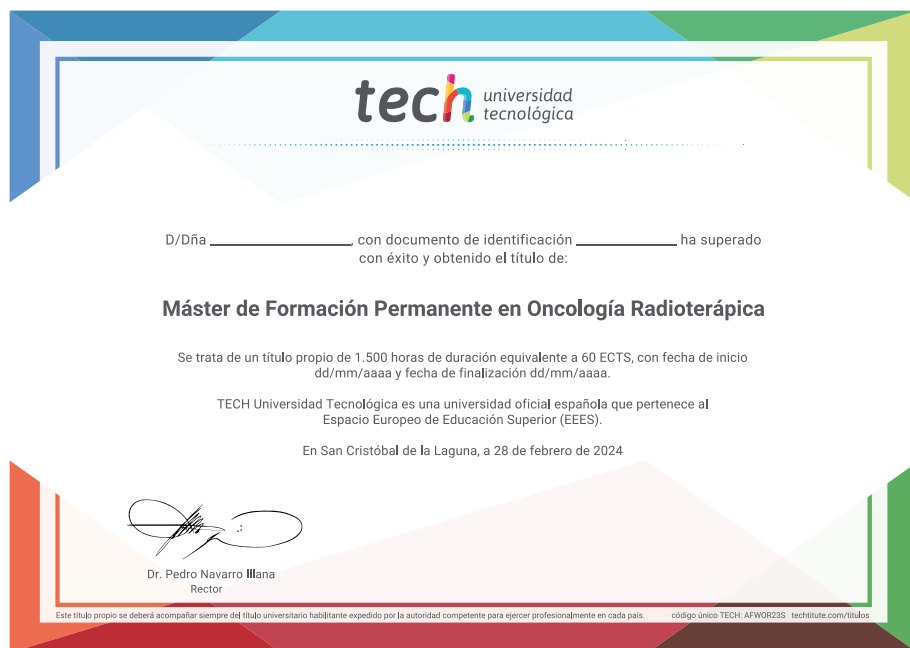 tech universidad
tecnológica
D/Dña ________________, con documento de identificación ____________ ha superado
con éxito y obtenido el título de:
Máster de Formación Permanente en Oncología Radioterápica
Se trata de un título propio de 1.500 horas de duración equivalente a 60 ECTS, con fecha de inicio
dd/mm/aaaa y fecha de finalización dd/mm/aaaa.
TECH Universidad Tecnológica es una universidad oficial española que pertenece al
Espacio Europeo de Educación Superior (EEES).
En San Cristóbal de la Laguna, a 28 de febrero de 2024
Dr. Pedro Navarro Illana
Rector
Este título propio se deberá acompañar siempre del título universitario habilitante expedido por la autoridad competente para ejercer profesionalmente en cada país. código único TECH: AFWOR23S techtitute.com/titulos